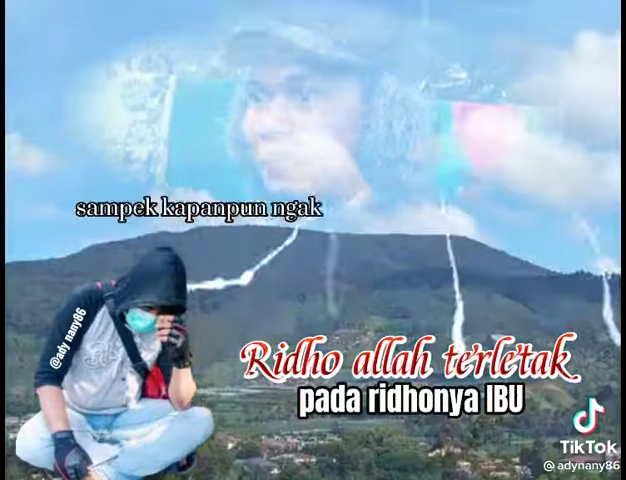 sampek kapanpun ngak
@ady nany86
Ridho allah terletak
pada ridhonya IBU
TikTok
@adynany86